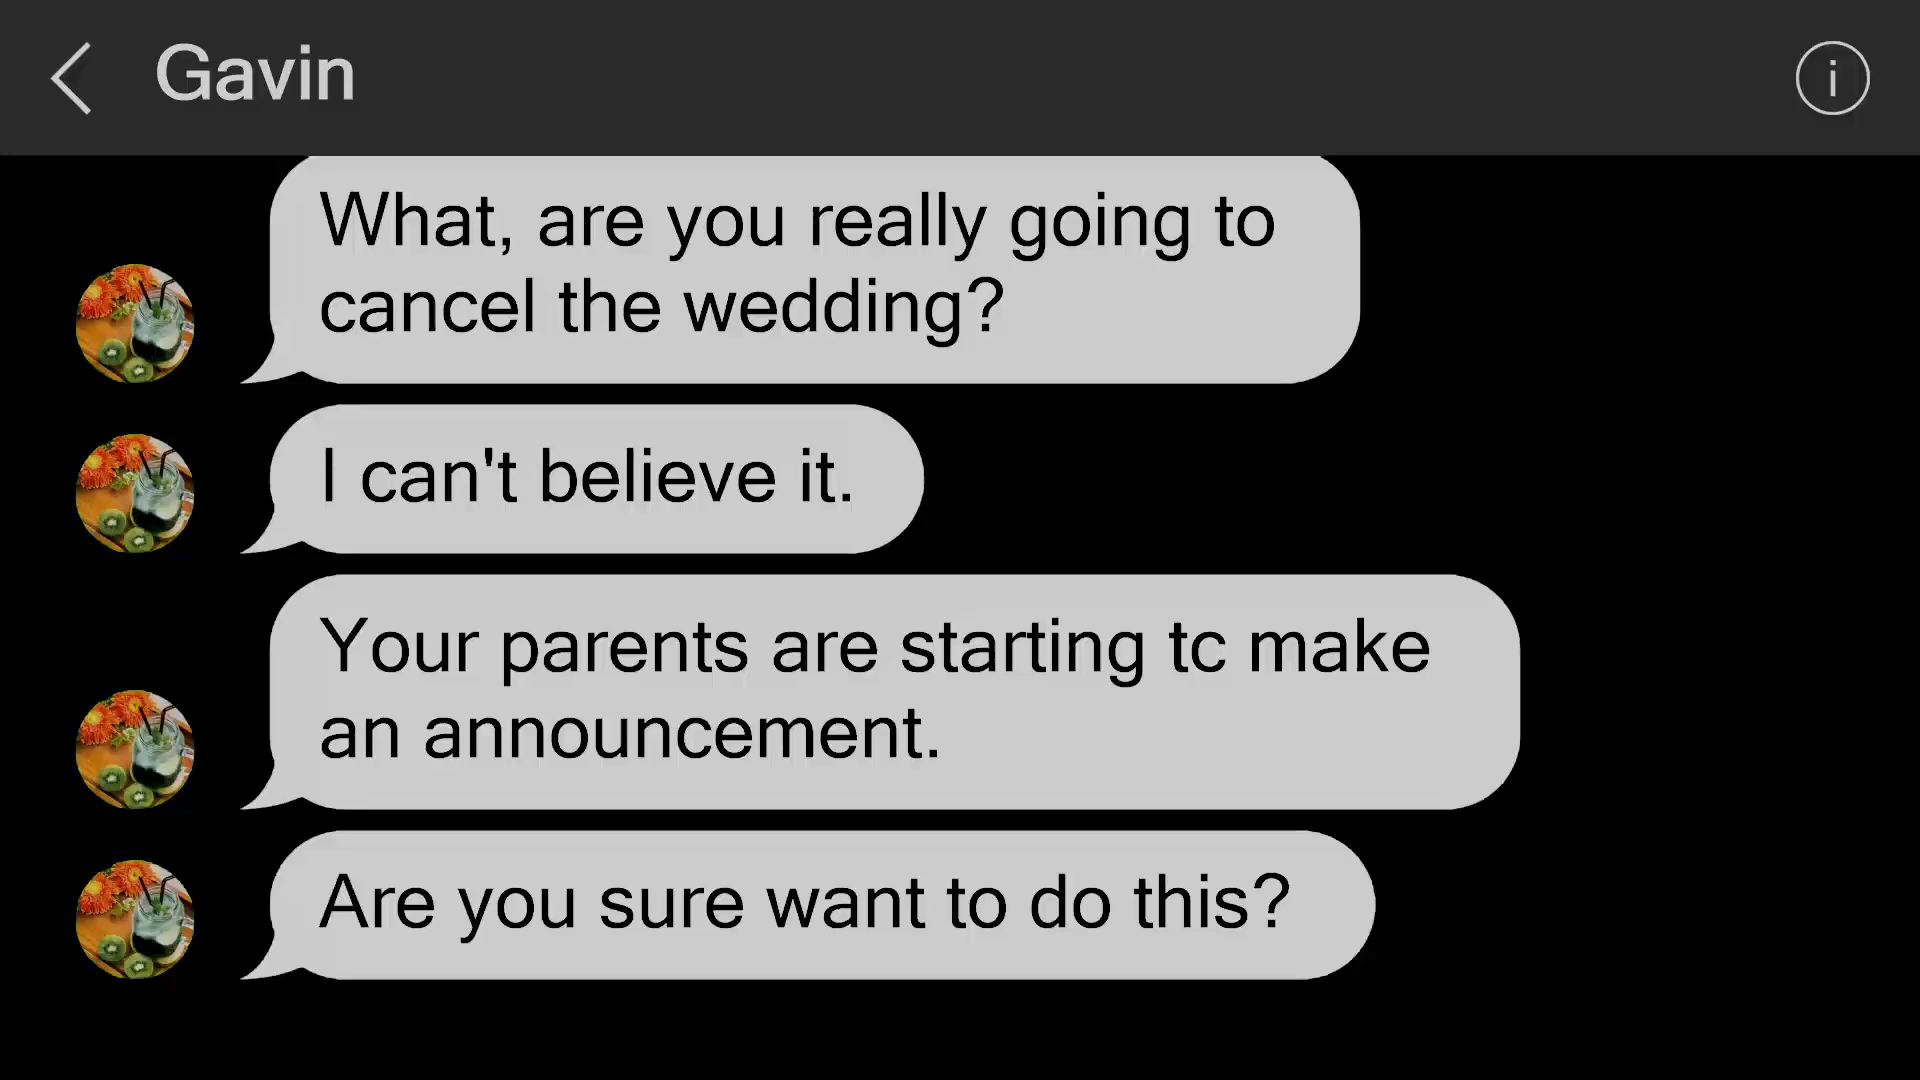 Gavin
i
What, are you really going to
cancel the wedding?
I can't believe it.
Your parents are starting tc make
an announcement.
Are you sure want to do this?